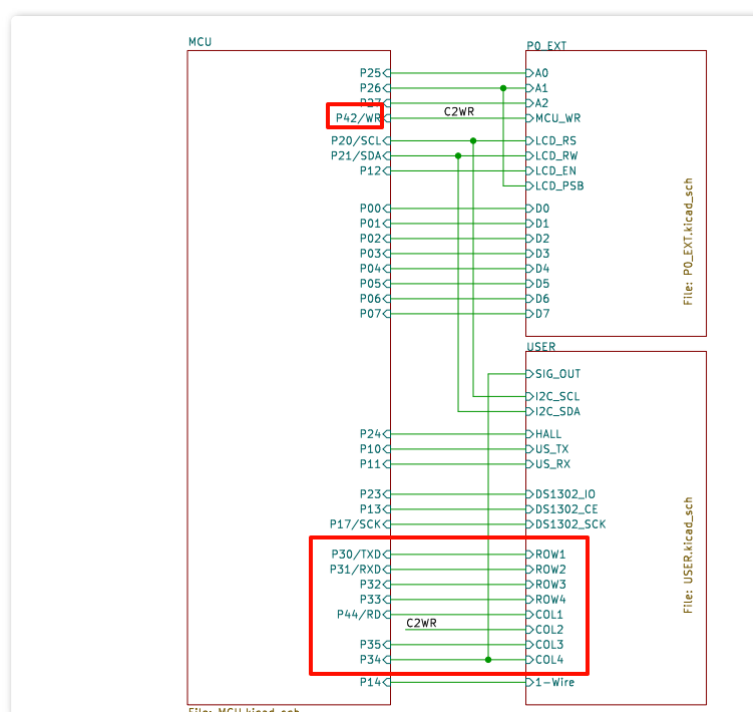 MCU
P0_EXT
P25 A0
P26 A1
P27 A2
P42/WR C2WR MCU_WR
P20/SCL LCD_RS
P21/SDA LCD_RW
P12 LCD_EN
LCD_PSB
P00 D0
P01 D1
P02 D2
P03 D3
P04 D4
P05 D5
P06 D6
P07 D7
File: P0_EXT.kicad_sch
USER
SIG_OUT
I2C_SCL
I2C_SDA
P24 HALL
P10 US_TX
P11 US_RX
P23 DS1302_IO
P13 DS1302_CE
P17/SCK DS1302_SCK
P30/TXD ROW1
P31/RXD ROW2
P32 ROW3
P33 ROW4
P44/RD COL1
C2WR COL2
P35 COL3
P34 COL4
P14 1-Wire
File: USER.kicad_sch
File: MCU.kicad_sch